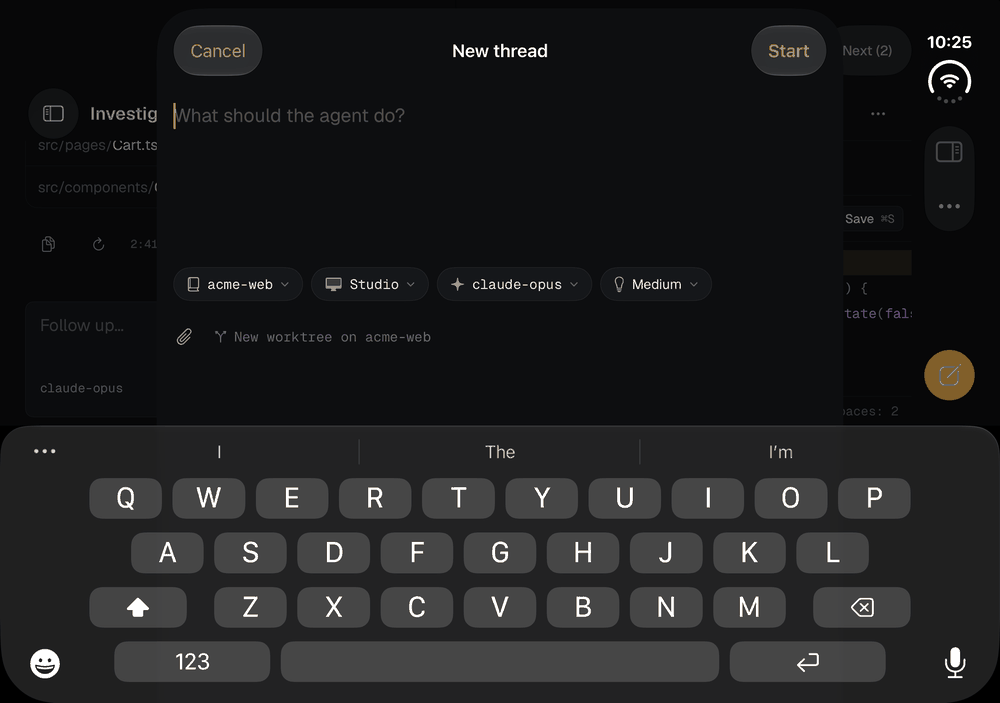 Cancel
New thread
Start
Next (2)
10:25
Investig
What should the agent do?
src/pages/Cart.ts
src/components/
Save ⌘S
2:41
) {
tate(fal
acme-web
Studio
claude-opus
Medium
Follow up...
New worktree on acme-web
claude-opus
paces: 2
I
The
I'm
Q W E R T Y U I O P
A S D F G H J K L
Z X C V B N M
123